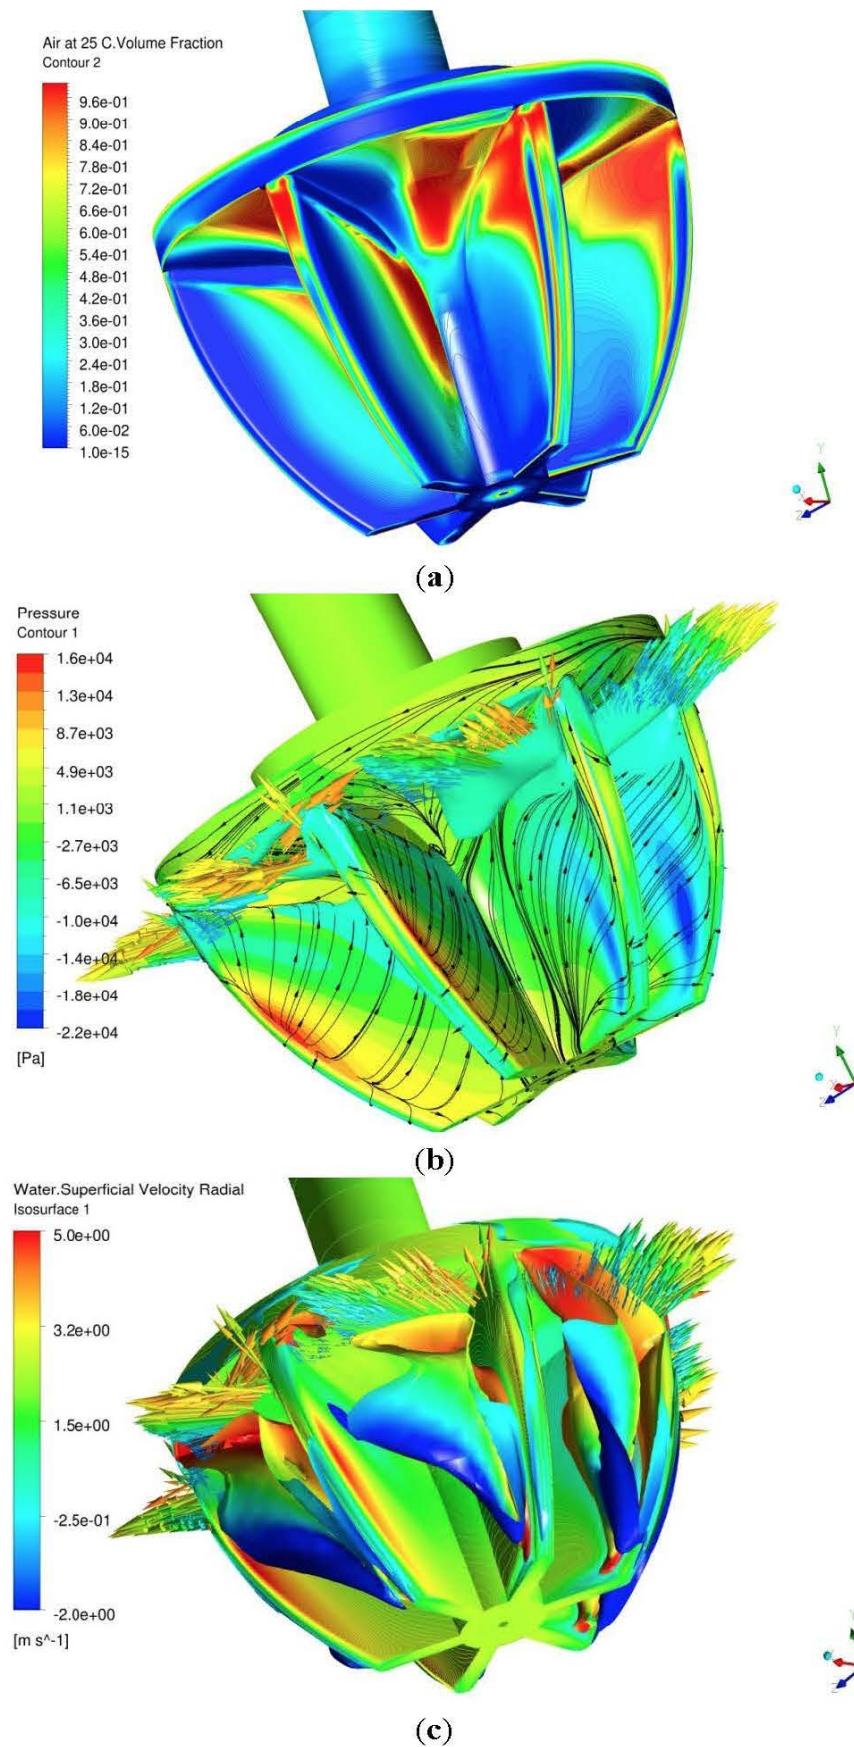 Air at 25 C.Volume Fraction
Contour 2
9.6e-01
9.0e-01
8.4e-01
7.8e-01
7.2e-01
6.6e-01
6.0e-01
5.4e-01
4.8e-01
4.2e-01
3.6e-01
3.0e-01
2.4e-01
1.8e-01
1.2e-01
6.0e-02
1.0e-15
Y
Z
(a)
Pressure
Contour 1
1.6e+04
1.3e+04
8.7e+03
4.9e+03
1.1e+03
-2.7e+03
-6.5e+03
-1.0e+04
-1.4e+04
-1.8e+04
-2.2e+04
[Pa]
Y
X
Z
(b)
Water.Superficial Velocity Radial
Isosurface 1
5.0e+00
3.2e+00
1.5e+00
-2.5e-01
-2.0e+00
[m s^-1]
Z
(c)